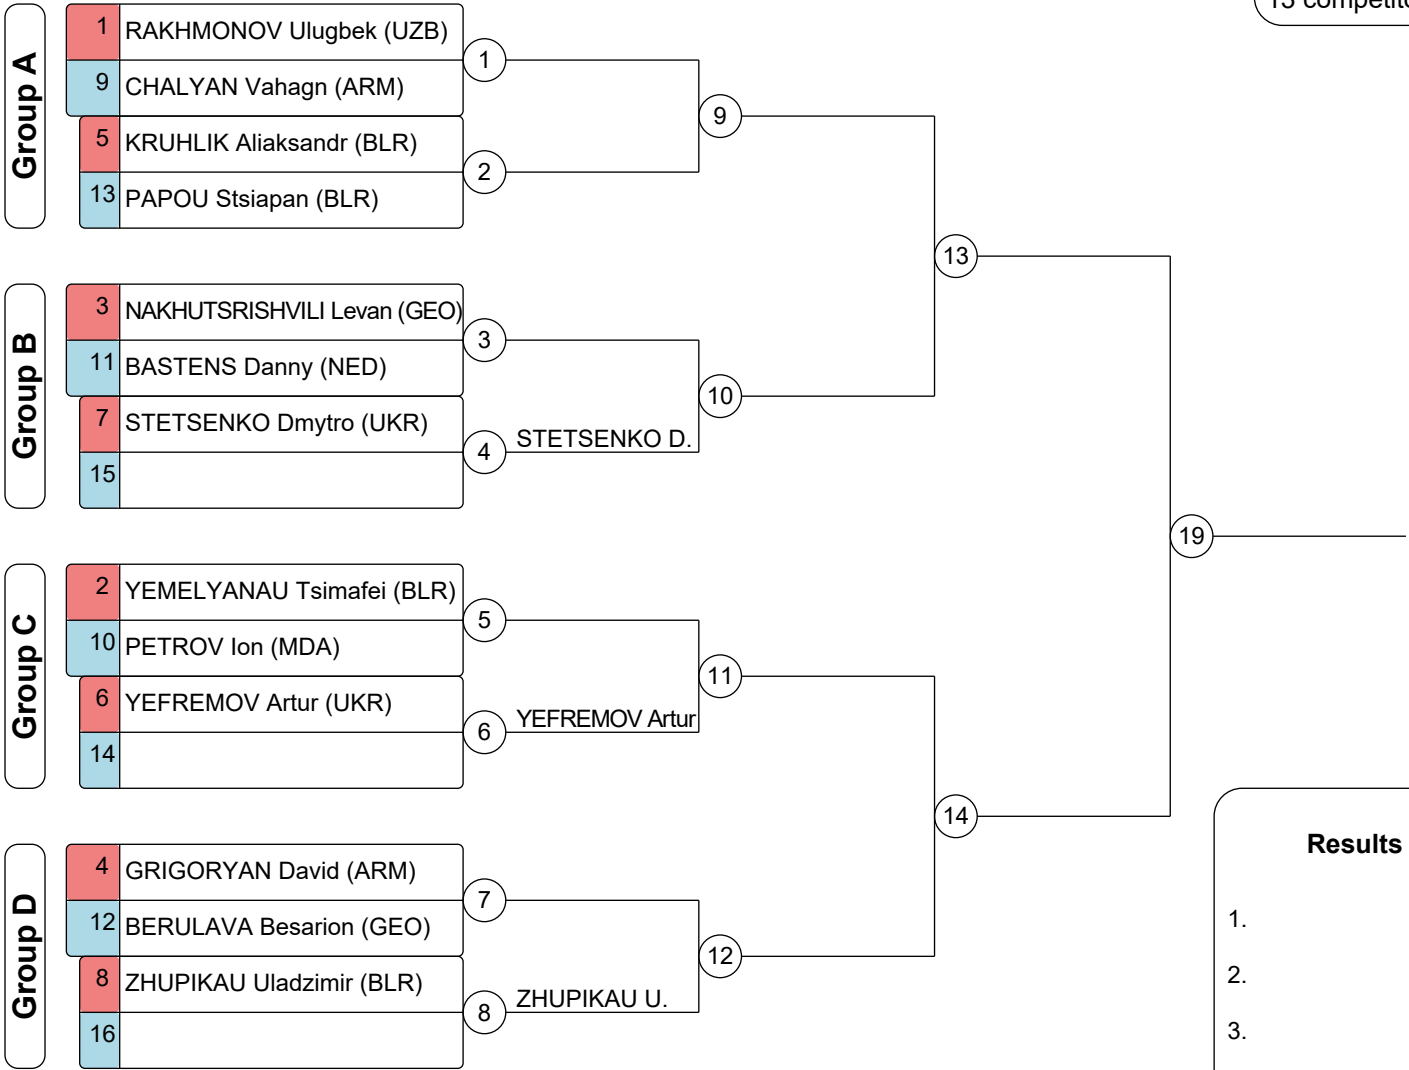 13 competito
Group A
1 RAKHMONOV Ulugbek (UZB)
1
9 CHALYAN Vahagn (ARM)
9
5 KRUHLIK Aliaksandr (BLR)
2
13 PAPOU Stsiapan (BLR)
13
Group B
3 NAKHUTSRISHVILI Levan (GEO)
3
11 BASTENS Danny (NED)
10
7 STETSENKO Dmytro (UKR)
4 STETSENKO D.
15
19
Group C
2 YEMELYANAU Tsimafei (BLR)
5
10 PETROV Ion (MDA)
11
6 YEFREMOV Artur (UKR)
6 YEFREMOV Artur
14
14
Group D
4 GRIGORYAN David (ARM)
7
12 BERULAVA Besarion (GEO)
12
8 ZHUPIKAU Uladzimir (BLR)
8 ZHUPIKAU U.
16
Results
1.
2.
3.